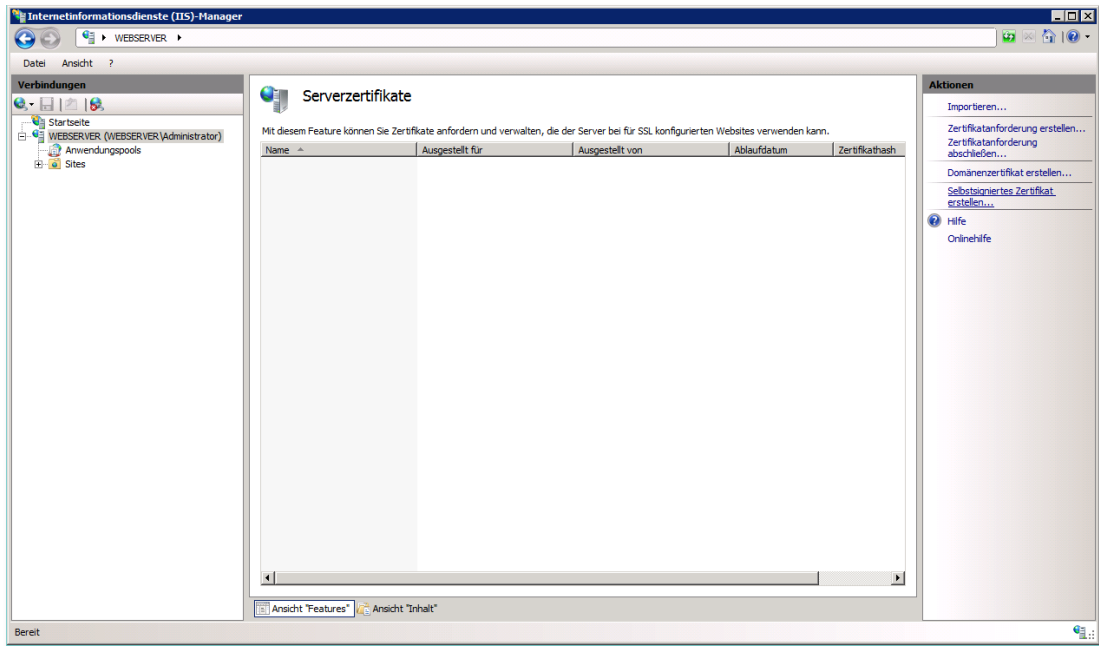 Internetinformationsdienste (IIS)-Manager
WEBSERVER
Datei Ansicht ?
Verbindungen
Startseite
WEBSERVER (WEBSERVER\Administrator)
Anwendungspools
Sites
Serverzertifikate
Mit diesem Feature können Sie Zertifikate anfordern und verwalten, die der Server bei für SSL konfigurierten Websites verwenden kann.
Name Ausgestellt für Ausgestellt von Ablaufdatum Zertifikathash
Ansicht "Features" Ansicht "Inhalt"
Aktionen
Importieren...
Zertifikatanforderung erstellen...
Zertifikatanforderung
abschließen...
Domänenzertifikat erstellen...
Selbstsigniertes Zertifikat
erstellen...
Hilfe
Onlinehilfe
Bereit